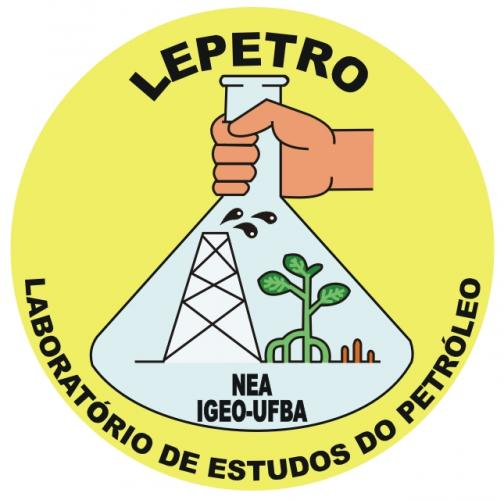 LEPETRO
NEA
IGEO-UFBA
LABORATÓRIO DE ESTUDOS DO PETRÓLEO